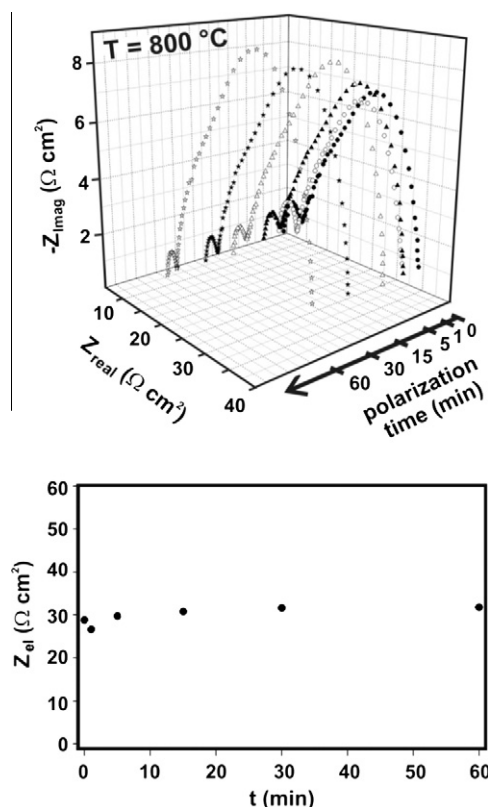 T = 800 °C
8
6
4
2
-Z_Imag (Ω cm²)
10
20
30
40
Z_real (Ω cm²)
0
1
5
15
30
60
polarization
time (min)
60
50
40
30
20
10
0
Z_el (Ω cm²)
0 10 20 30 40 50 60
t (min)